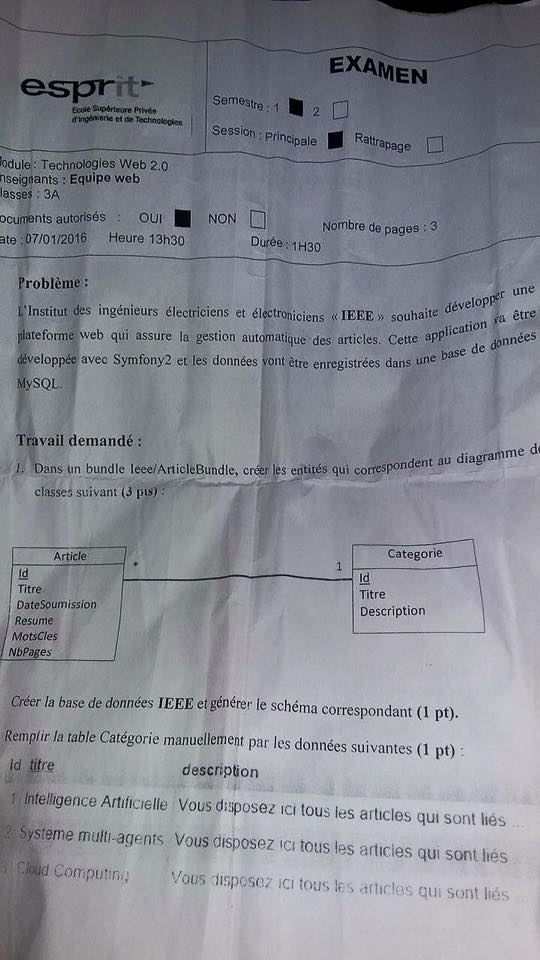 esprit
Ecole Supérieure Privée
d'Ingénierie et de Technologies
EXAMEN
Semestre : 1 2
Session : Principale Rattrapage
odule : Technologies Web 2.0
nseignants : Equipe web
lasses : 3A
ocuments autorisés : OUI NON
Nombre de pages : 3
ate : 07/01/2016 Heure 13h30 Durée : 1H30
Problème :
L'Institut des ingénieurs électriciens et électroniciens « IEEE » souhaite développer une
plateforme web qui assure la gestion automatique des articles. Cette application va être
développée avec Symfony2 et les données vont être enregistrées dans une base de données
MySQL.
Travail demandé :
1. Dans un bundle Ieee/ArticleBundle, créer les entités qui correspondent au diagramme de
classes suivant (3 pts) :
Article
Id
Titre
DateSoumission
Resume
MotsCles
NbPages
* 1
Categorie
Id
Titre
Description
Créer la base de données IEEE et générer le schéma correspondant (1 pt).
Remplir la table Catégorie manuellement par les données suivantes (1 pt) :
id titre description
1 Intelligence Artificielle Vous disposez ici tous les articles qui sont liés ...
2 Systeme multi-agents Vous disposez ici tous les articles qui sont liés
3 Cloud Computing Vous disposez ici tous les articles qui sont liés